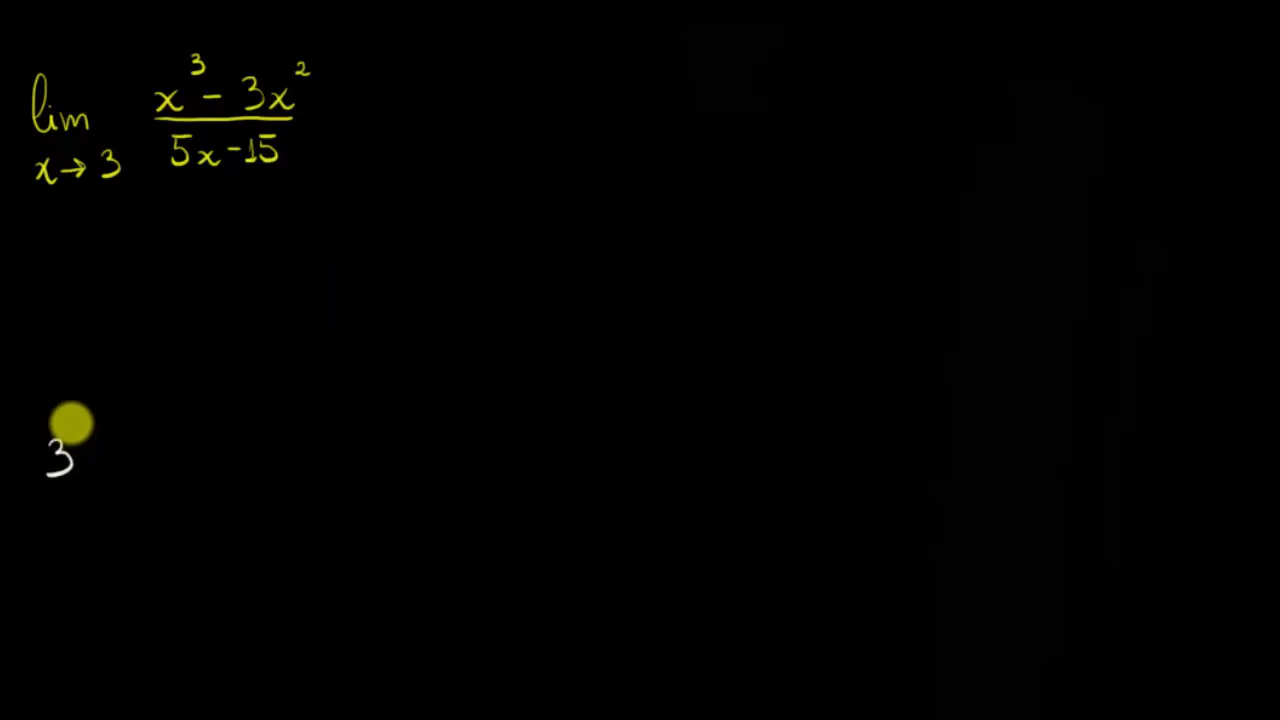 lim x³ - 3x²
x→3 5x-15
3